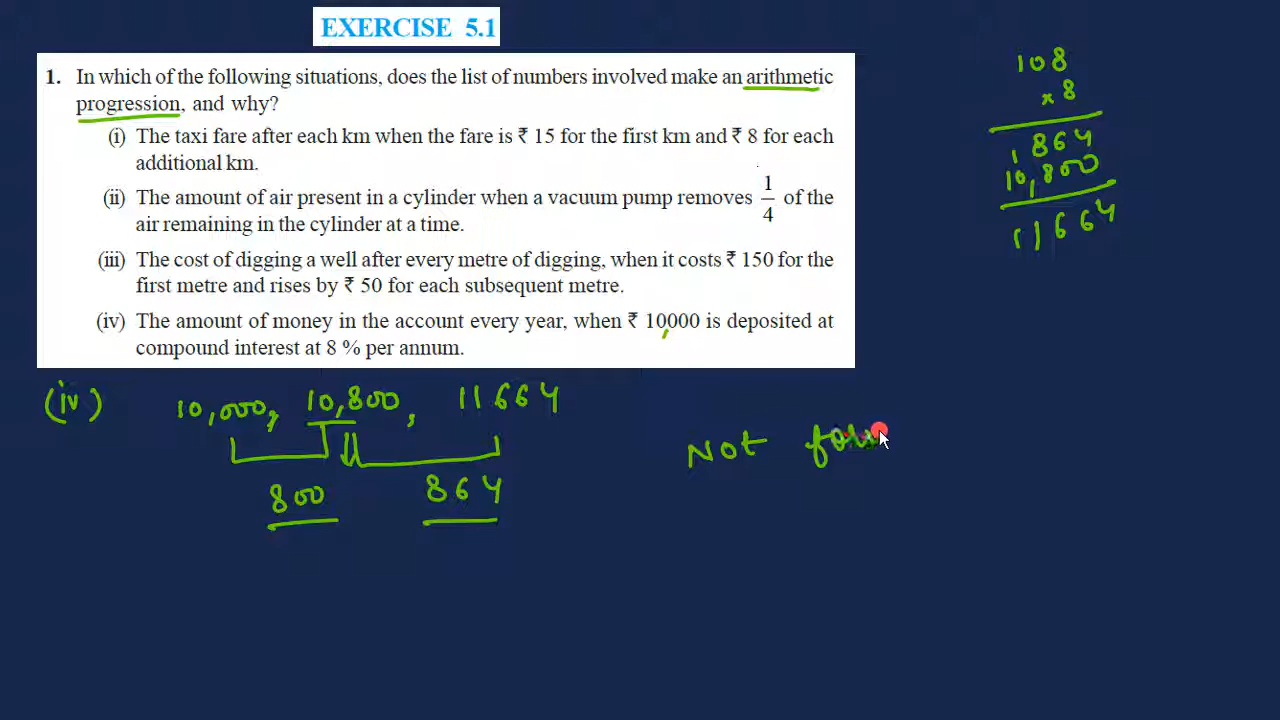 EXERCISE 5.1
1. In which of the following situations, does the list of numbers involved make an arithmetic
progression, and why?
(i) The taxi fare after each km when the fare is ₹ 15 for the first km and ₹ 8 for each
additional km.
(ii) The amount of air present in a cylinder when a vacuum pump removes 1/4 of the
air remaining in the cylinder at a time.
(iii) The cost of digging a well after every metre of digging, when it costs ₹ 150 for the
first metre and rises by ₹ 50 for each subsequent metre.
(iv) The amount of money in the account every year, when ₹ 10,000 is deposited at
compound interest at 8 % per annum.
108
× 8
864
1
10,800
11664
(iv) 10,000, 10,800, 11664
800 864
Not